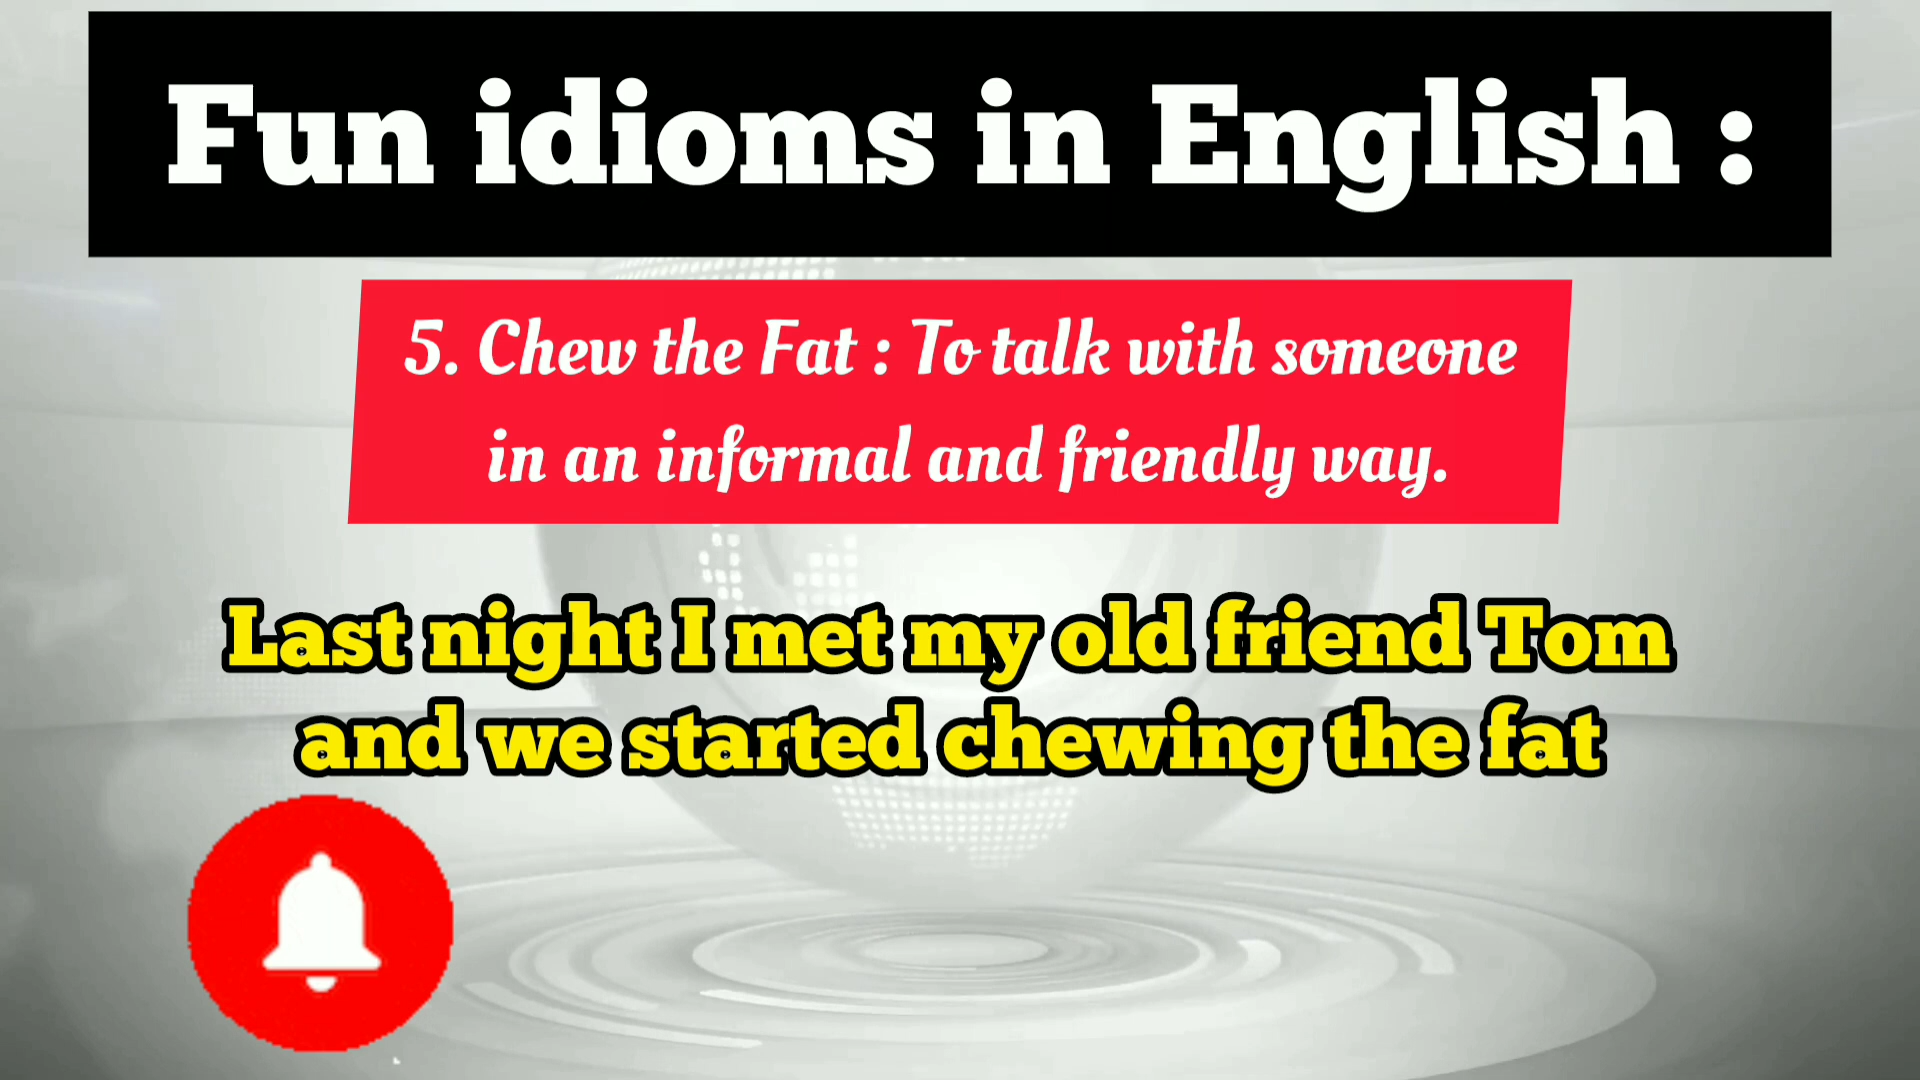 Fun idioms in English :
5. Chew the Fat : To talk with someone
in an informal and friendly way.
Last night I met my old friend Tom
and we started chewing the fat